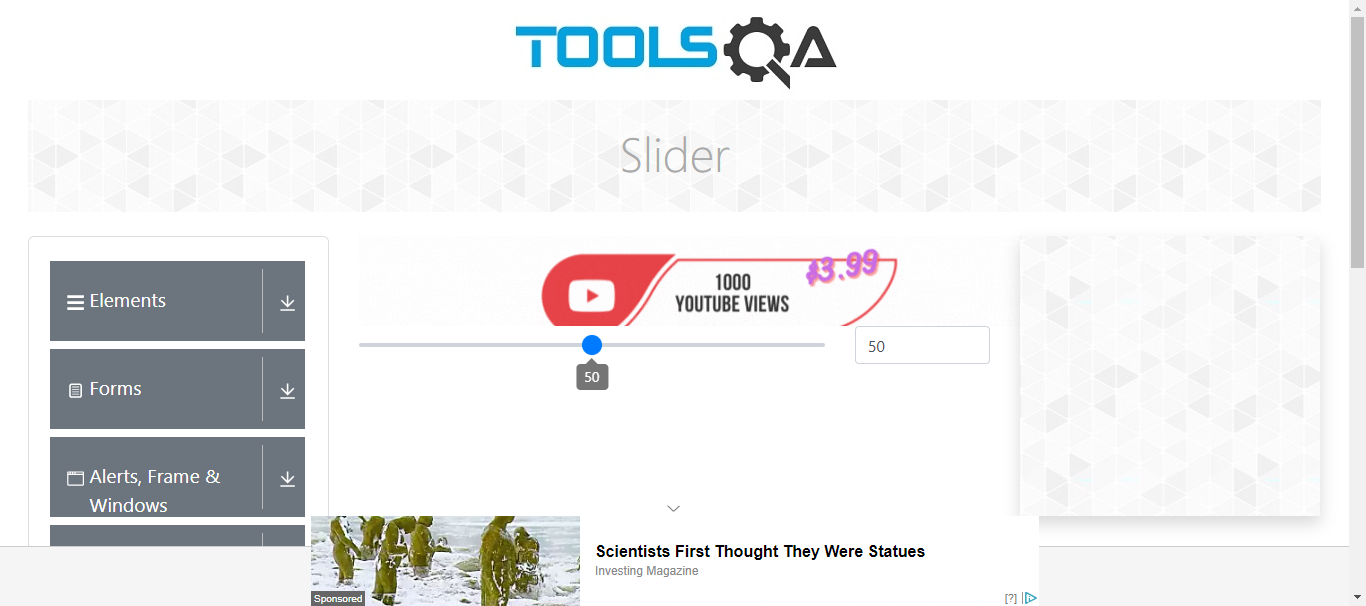 TOOLSQA
Slider
Elements
Forms
Alerts, Frame &
Windows
$3.99
1000
YOUTUBE VIEWS
50
50
Scientists First Thought They Were Statues
Investing Magazine
Sponsored
[?]